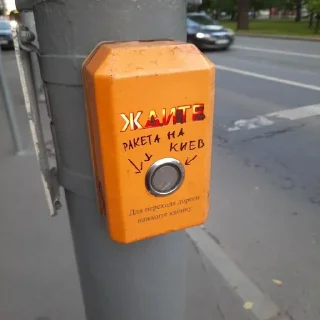 ЖДИТЕ
РАКЕТА НА
КИЕВ
Для перехода дороги
нажмите кнопку